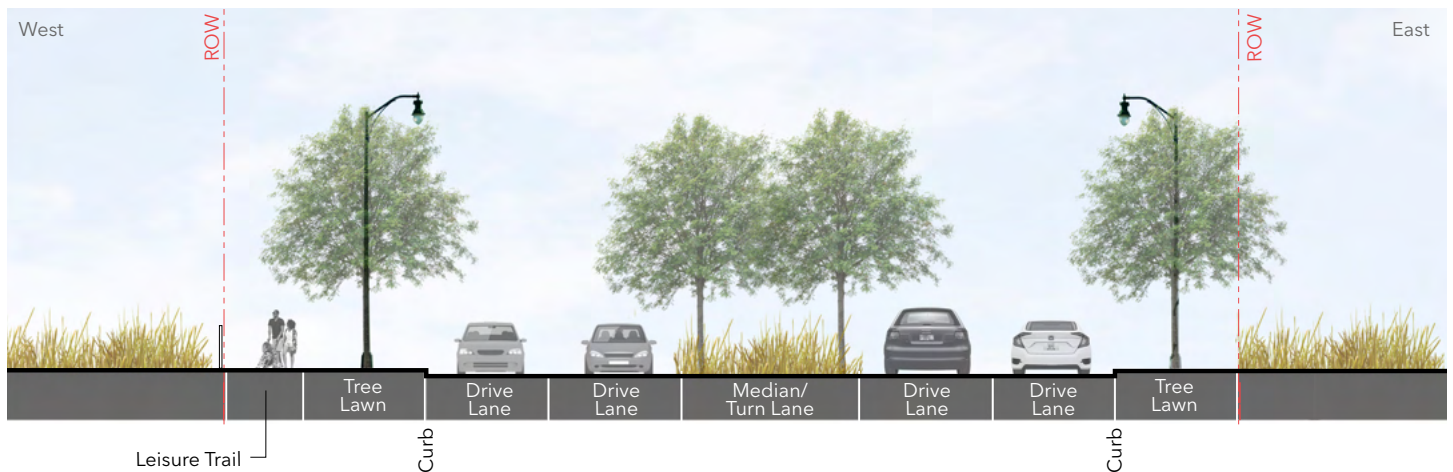 West
ROW
ROW
East
Tree
Lawn
Drive
Lane
Drive
Lane
Median/
Turn Lane
Drive
Lane
Drive
Lane
Tree
Lawn
Leisure Trail
Curb
Curb